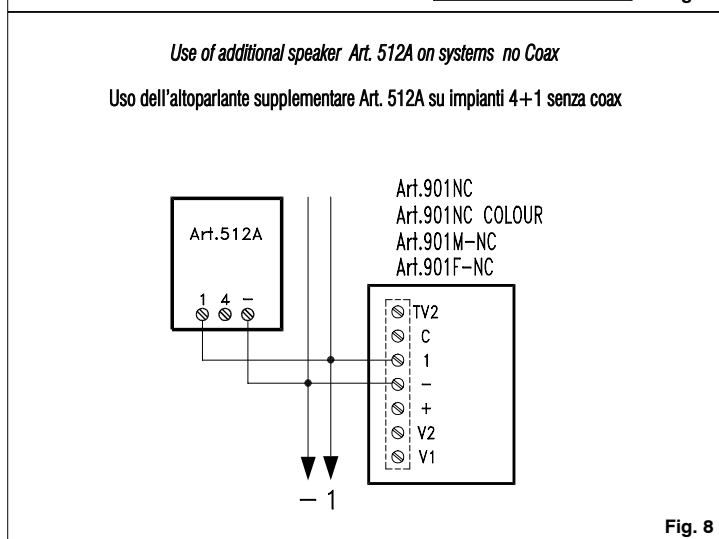 Use of additional speaker Art. 512A on systems no Coax
Uso dell'altoparlante supplementare Art. 512A su impianti 4+1 senza coax
Art.901NC
Art.901NC COLOUR
Art.901M-NC
Art.901F-NC
Art.512A
1 4 -
TV2
C
1
-
+
V2
V1
- 1
Fig. 8